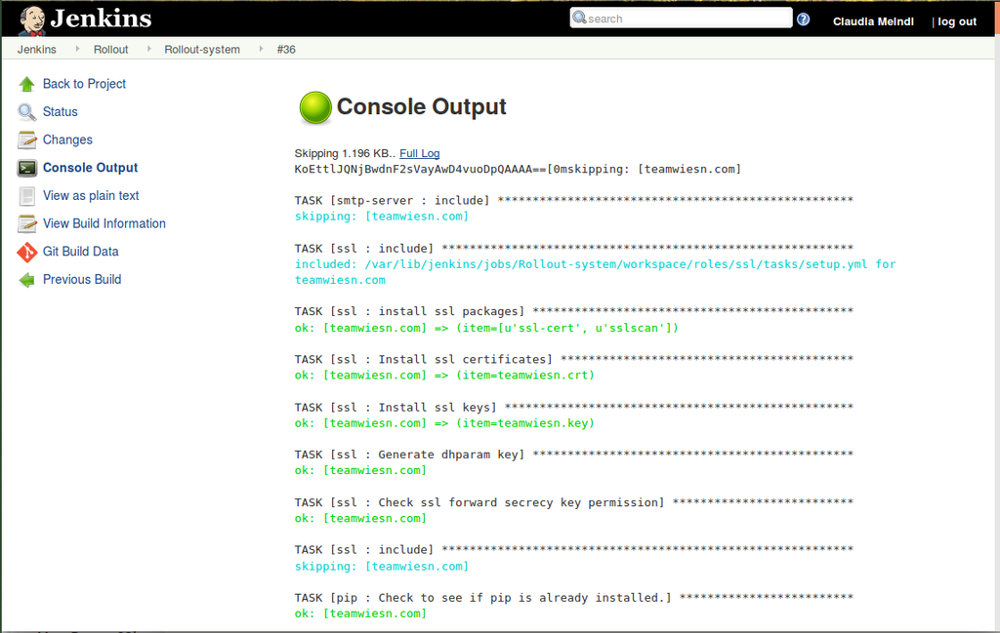 Jenkins
search
Claudia Meindl
| log out
Jenkins
Rollout
Rollout-system
#36
Back to Project
Status
Changes
Console Output
View as plain text
View Build Information
Git Build Data
Previous Build
Console Output
Skipping 1.196 KB.. Full Log
KoEttlJQNjBwdnF2sVayAwD4vuoDpQAAAA==[0mskipping: [teamwiesn.com]
TASK [smtp-server : include] ***************************************************
skipping: [teamwiesn.com]
TASK [ssl : include] ***********************************************************
included: /var/lib/jenkins/jobs/Rollout-system/workspace/roles/ssl/tasks/setup.yml for
teamwiesn.com
TASK [ssl : install ssl packages] **********************************************
ok: [teamwiesn.com] => (item=[u'ssl-cert', u'sslscan'])
TASK [ssl : Install ssl certificates] ******************************************
ok: [teamwiesn.com] => (item=teamwiesn.crt)
TASK [ssl : Install ssl keys] **************************************************
ok: [teamwiesn.com] => (item=teamwiesn.key)
TASK [ssl : Generate dhparam key] **********************************************
ok: [teamwiesn.com]
TASK [ssl : Check ssl forward secrecy key permission] **************************
ok: [teamwiesn.com]
TASK [ssl : include] ***********************************************************
skipping: [teamwiesn.com]
TASK [pip : Check to see if pip is already installed.] *************************
ok: [teamwiesn.com]